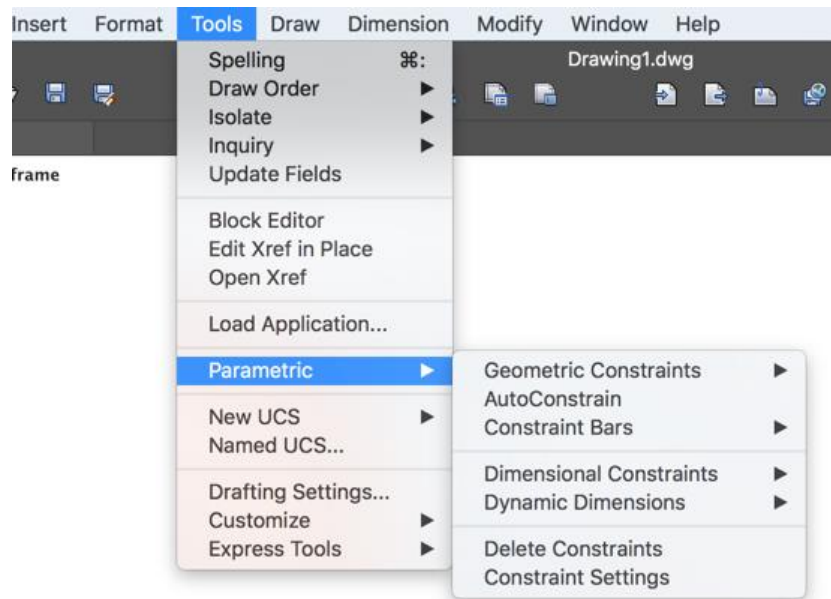 Insert Format Tools Draw Dimension Modify Window Help
Drawing1.dwg
frame
Spelling ⌘:
Draw Order
Isolate
Inquiry
Update Fields
Block Editor
Edit Xref in Place
Open Xref
Load Application...
Parametric
New UCS
Named UCS...
Drafting Settings...
Customize
Express Tools
Geometric Constraints
AutoConstrain
Constraint Bars
Dimensional Constraints
Dynamic Dimensions
Delete Constraints
Constraint Settings